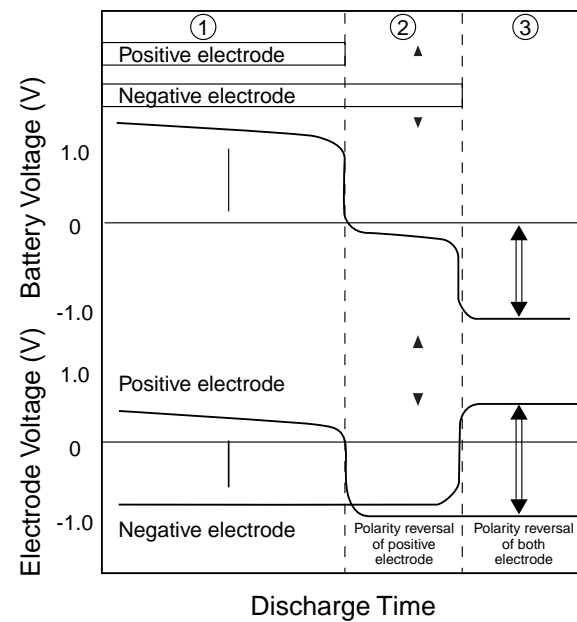 ① ② ③
Positive electrode
Negative electrode
Battery Voltage (V)
1.0
0
-1.0
Electrode Voltage (V)
1.0
Positive electrode
0
-1.0
Negative electrode
Polarity reversal
of positive
electrode
Polarity reversal
of both
electrode
Discharge Time